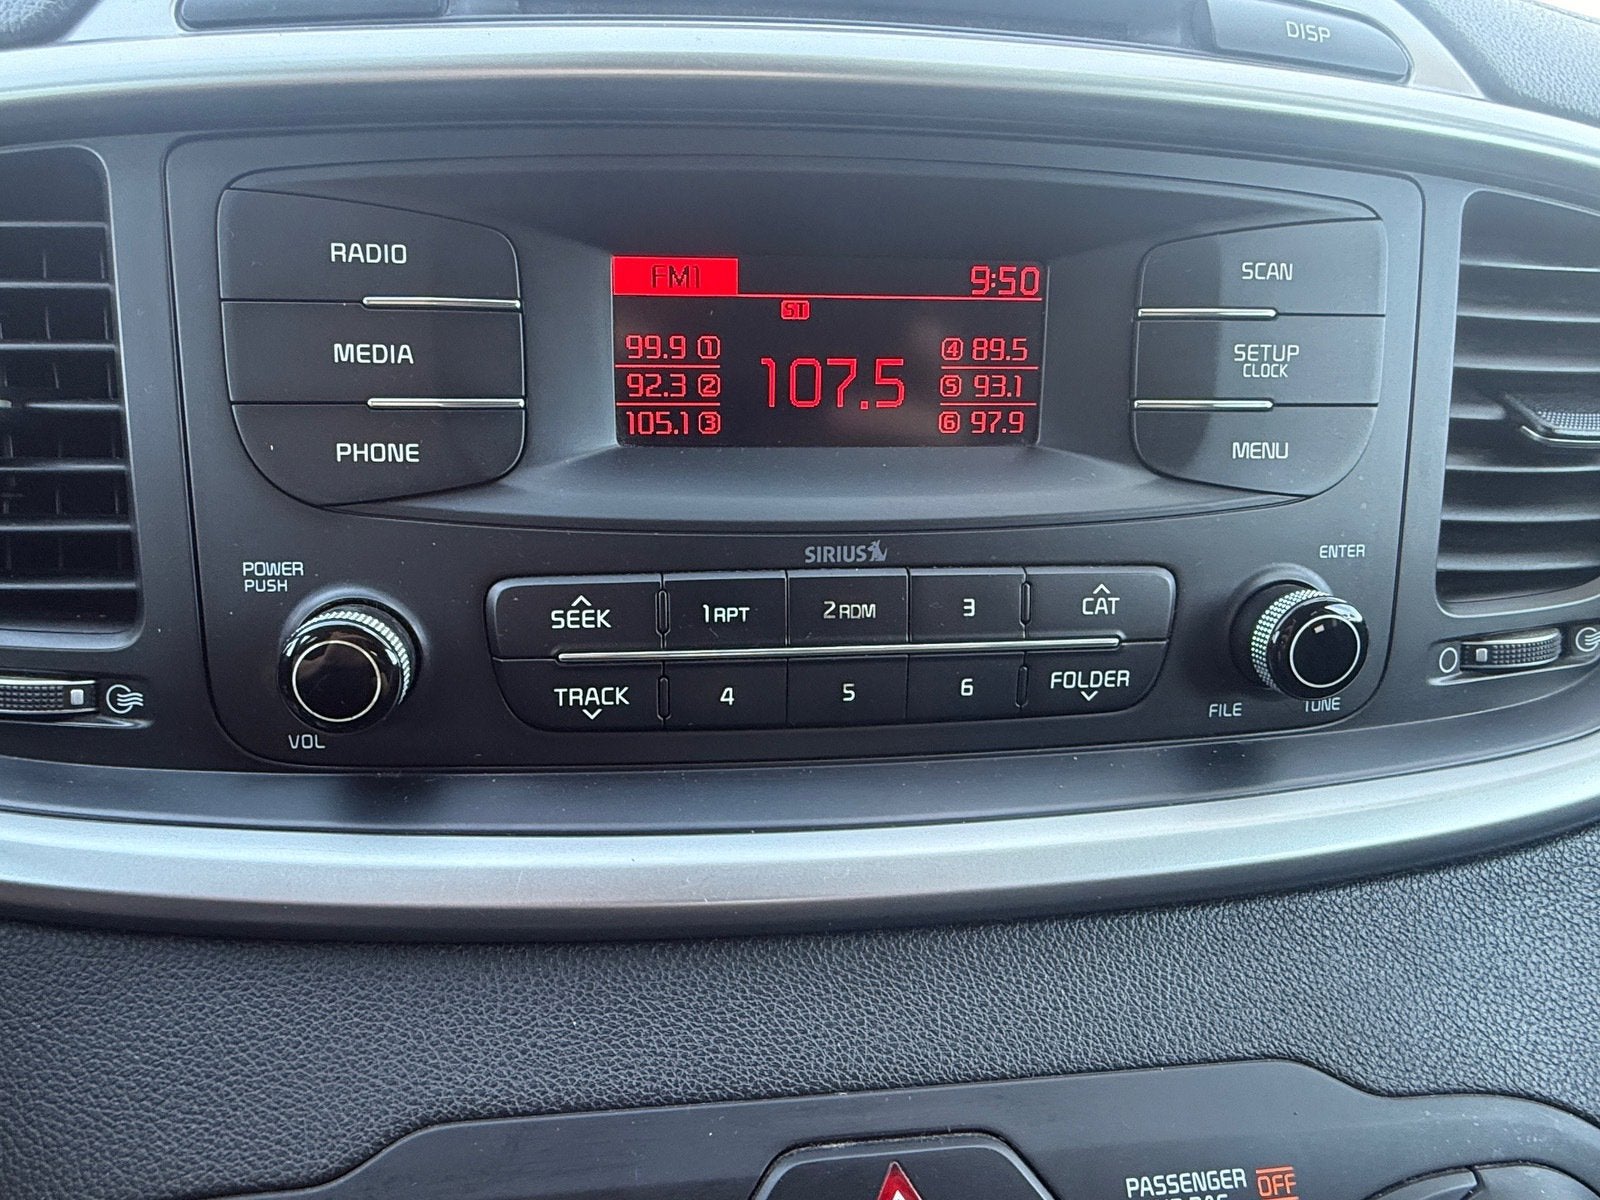 DISP
RADIO
MEDIA
PHONE
FM1 9:50
ST
99.9 1
92.3 2
105.1 3
107.5
4 89.5
5 93.1
6 97.9
SCAN
SETUP
CLOCK
MENU
SIRIUS
POWER
PUSH
VOL
SEEK
1 RPT
2 RDM
3
CAT
TRACK
4
5
6
FOLDER
ENTER
FILE
TUNE
PASSENGER OFF